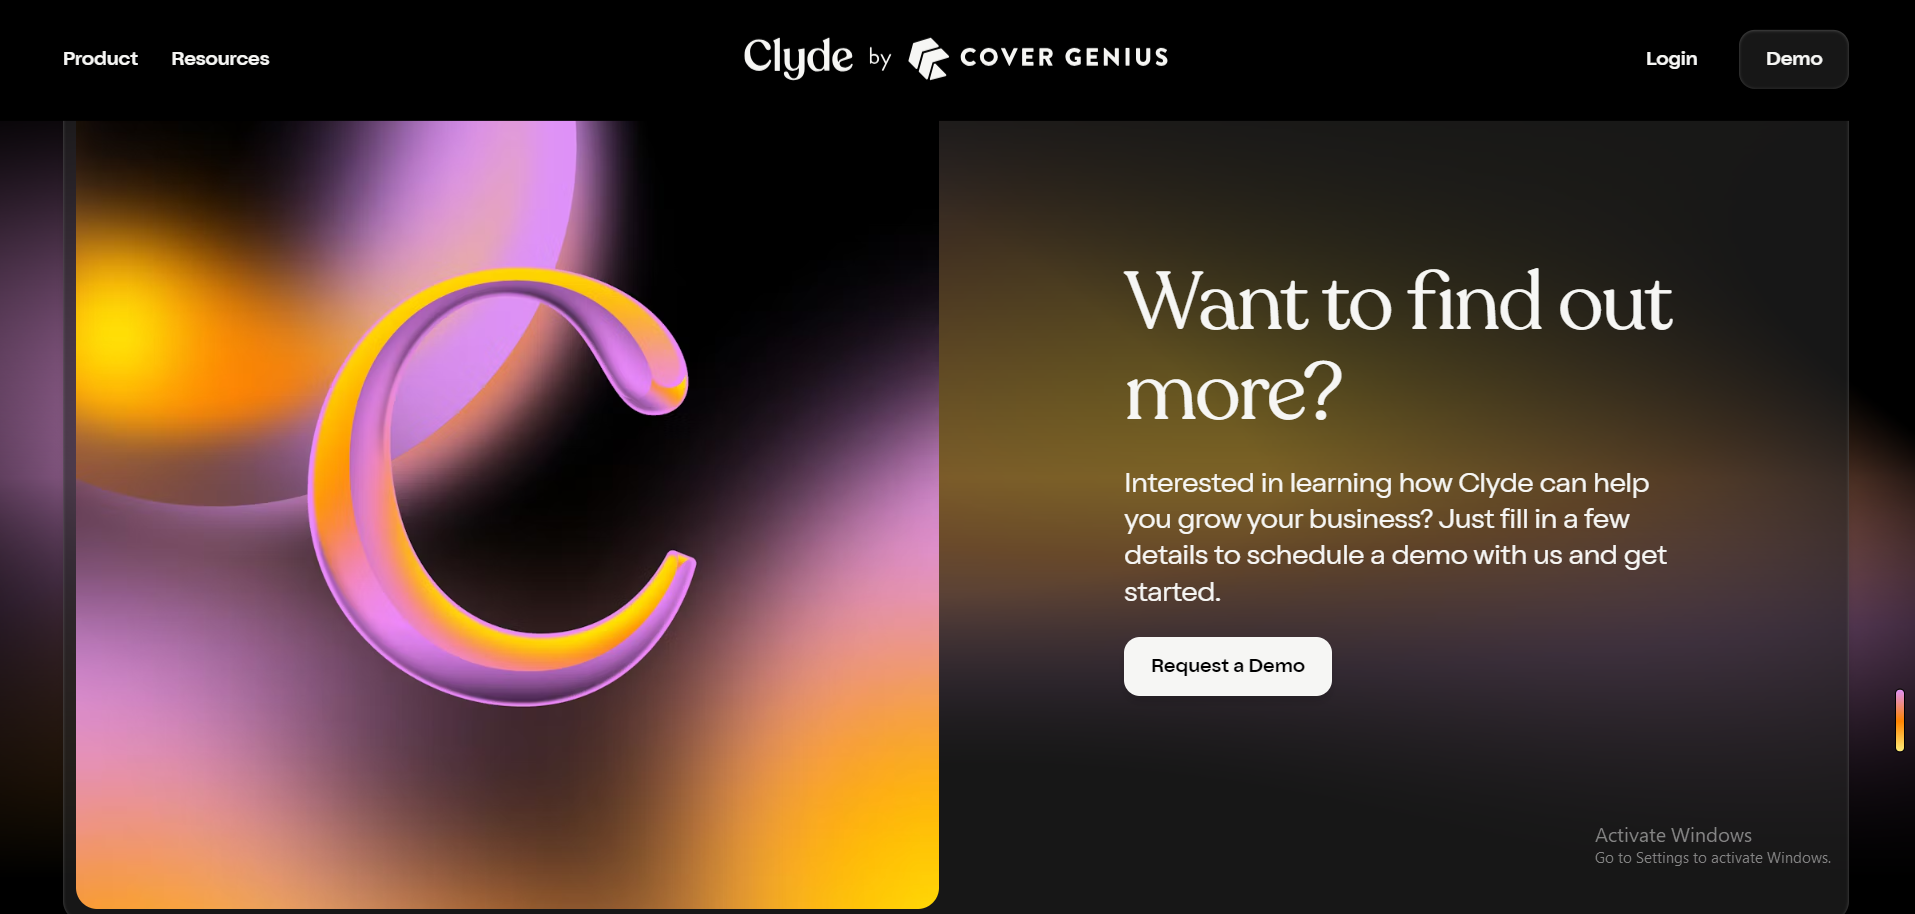 Product Resources Clyde by COVER GENIUS Login Demo
Want to find out
more?
Interested in learning how Clyde can help
you grow your business? Just fill in a few
details to schedule a demo with us and get
started.
Request a Demo
Activate Windows
Go to Settings to activate Windows.